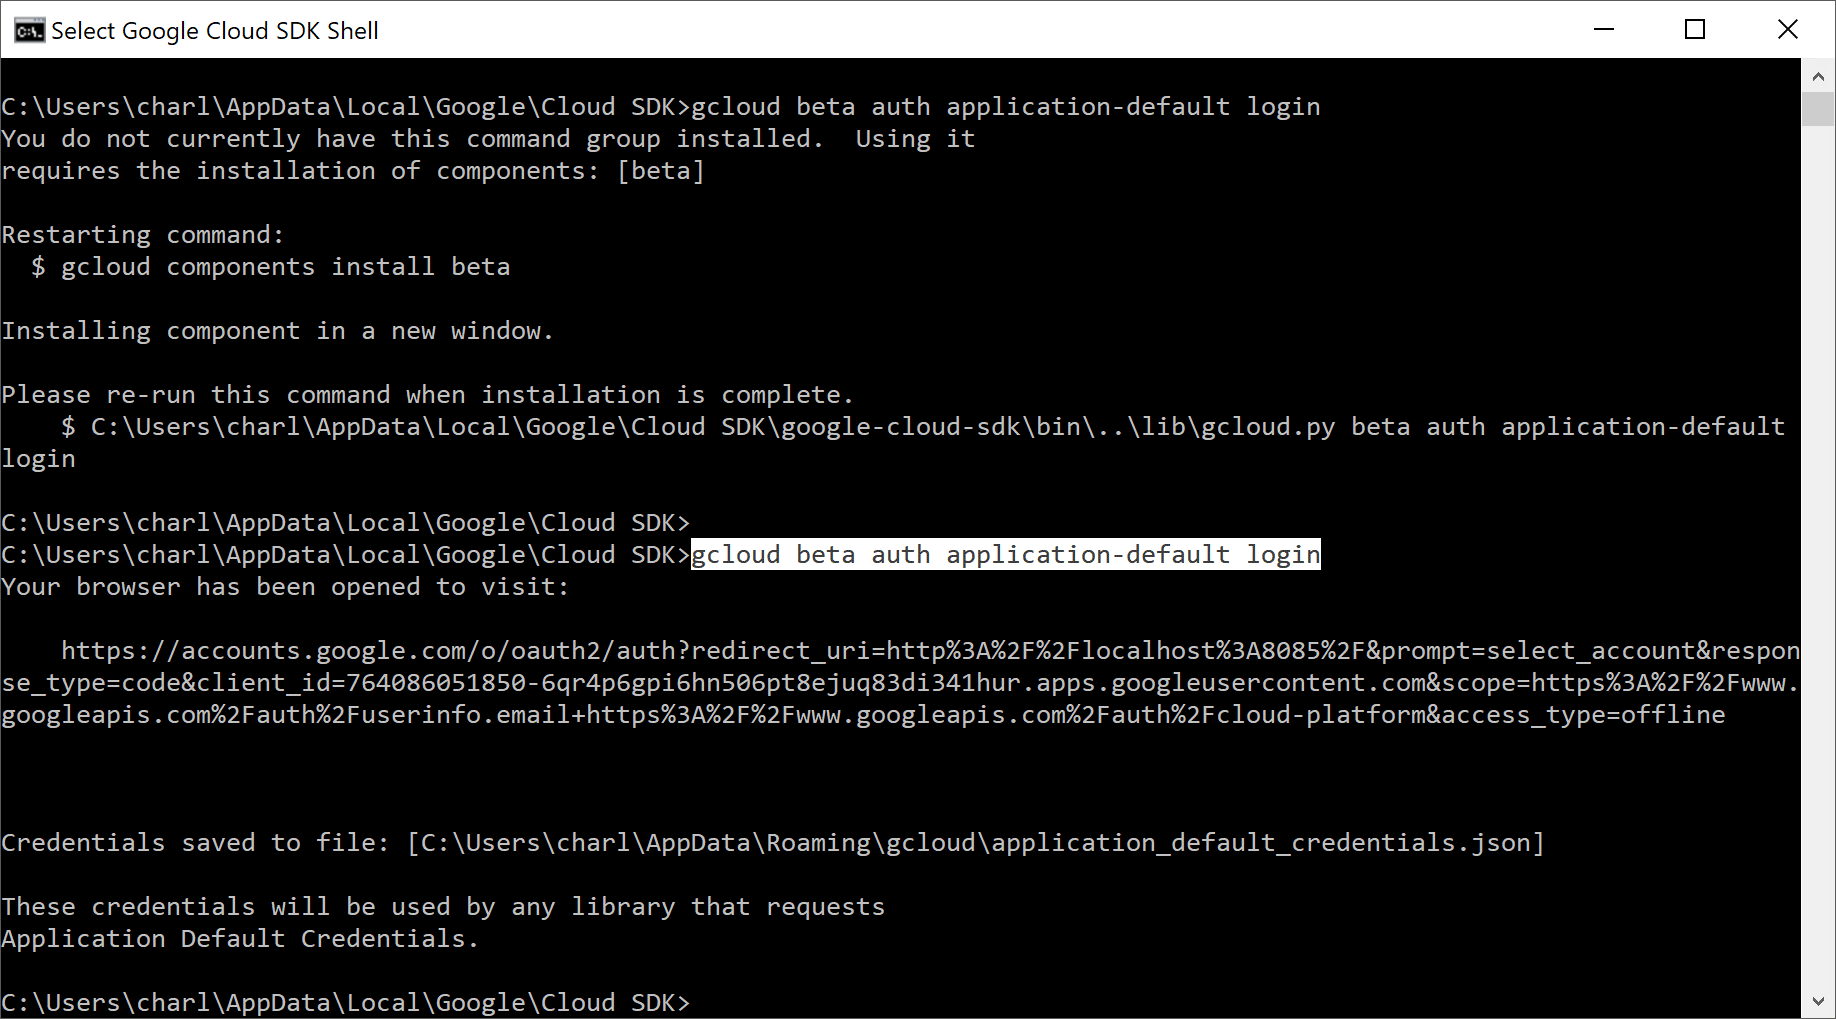 Select Google Cloud SDK Shell
C:\Users\charl\AppData\Local\Google\Cloud SDK>gcloud beta auth application-default login
You do not currently have this command group installed.  Using it
requires the installation of components: [beta]
Restarting command:
  $ gcloud components install beta
Installing component in a new window.
Please re-run this command when installation is complete.
    $ C:\Users\charl\AppData\Local\Google\Cloud SDK\google-cloud-sdk\bin\..\lib\gcloud.py beta auth application-default
login
C:\Users\charl\AppData\Local\Google\Cloud SDK>
C:\Users\charl\AppData\Local\Google\Cloud SDK>gcloud beta auth application-default login
Your browser has been opened to visit:
    https://accounts.google.com/o/oauth2/auth?redirect_uri=http%3A%2F%2Flocalhost%3A8085%2F&prompt=select_account&respon
se_type=code&client_id=764086051850-6qr4p6gpi6hn506pt8ejuq83di341hur.apps.googleusercontent.com&scope=https%3A%2F%2Fwww.
googleapis.com%2Fauth%2Fuserinfo.email+https%3A%2F%2Fwww.googleapis.com%2Fauth%2Fcloud-platform&access_type=offline
Credentials saved to file: [C:\Users\charl\AppData\Roaming\gcloud\application_default_credentials.json]
These credentials will be used by any library that requests
Application Default Credentials.
C:\Users\charl\AppData\Local\Google\Cloud SDK>